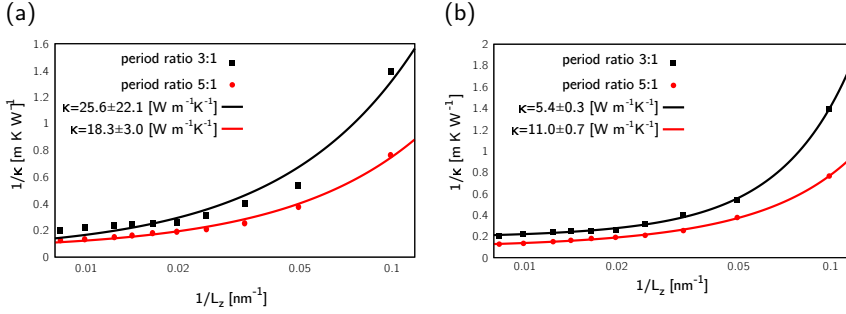 (a)
1/κ [m K W⁻¹]
1.6
1.4
1.2
1
0.8
0.6
0.4
0.2
0
period ratio 3:1
period ratio 5:1
κ=25.6±22.1 [W m⁻¹K⁻¹]
κ=18.3±3.0 [W m⁻¹K⁻¹]
0.01 0.02 0.05 0.1
1/L_z [nm⁻¹]
(b)
1/κ [m K W⁻¹]
2
1.8
1.6
1.4
1.2
1
0.8
0.6
0.4
0.2
0
period ratio 3:1
period ratio 5:1
κ=5.4±0.3 [W m⁻¹K⁻¹]
κ=11.0±0.7 [W m⁻¹K⁻¹]
0.01 0.02 0.05 0.1
1/L_z [nm⁻¹]